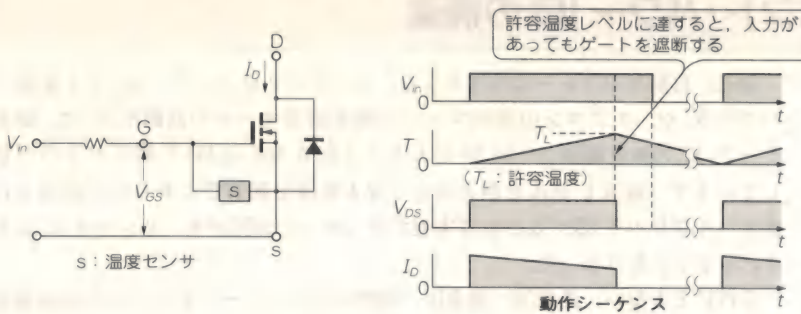 許容温度レベルに達すると，入力が
あってもゲートを遮断する
D
I_D
V_in
G
V_GS
S
S
S：温度センサ
V_in
0
t
T
T_L
0
t
(T_L：許容温度)
V_DS
0
t
I_D
0
t
動作シーケンス